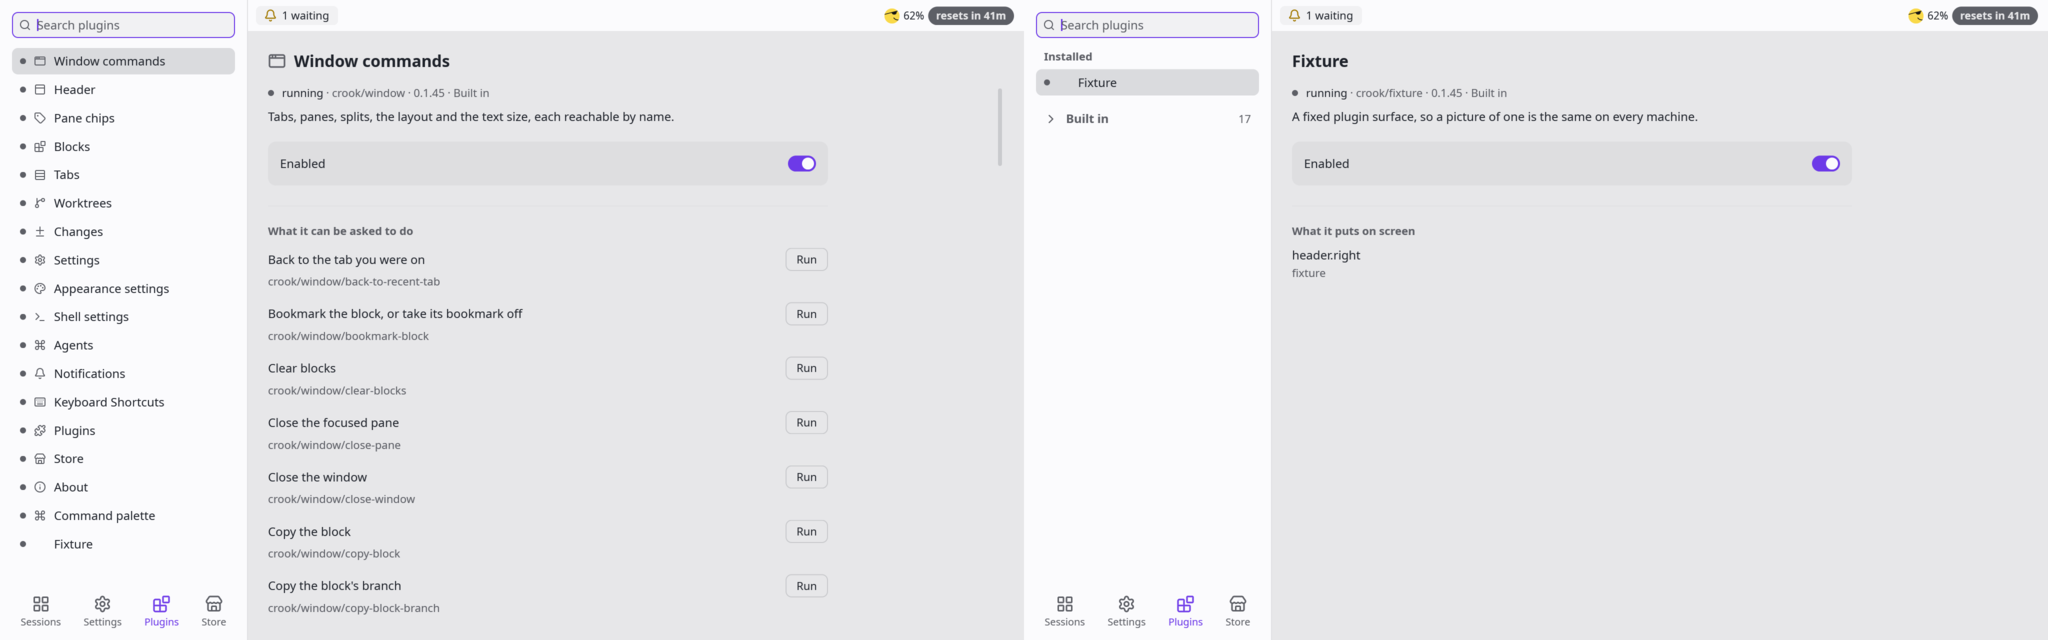 Search plugins
Window commands
Header
Pane chips
Blocks
Tabs
Worktrees
Changes
Settings
Appearance settings
Shell settings
Agents
Notifications
Keyboard Shortcuts
Plugins
Store
About
Command palette
Fixture
Sessions
Settings
Plugins
Store
1 waiting
62% resets in 41m
Window commands
running · crook/window · 0.1.45 · Built in
Tabs, panes, splits, the layout and the text size, each reachable by name.
Enabled
What it can be asked to do
Back to the tab you were on
Run
crook/window/back-to-recent-tab
Bookmark the block, or take its bookmark off
Run
crook/window/bookmark-block
Clear blocks
Run
crook/window/clear-blocks
Close the focused pane
Run
crook/window/close-pane
Close the window
Run
crook/window/close-window
Copy the block
Run
crook/window/copy-block
Copy the block's branch
Run
crook/window/copy-block-branch
Search plugins
Installed
Fixture
Built in 17
Sessions
Settings
Plugins
Store
1 waiting
62% resets in 41m
Fixture
running · crook/fixture · 0.1.45 · Built in
A fixed plugin surface, so a picture of one is the same on every machine.
Enabled
What it puts on screen
header.right
fixture